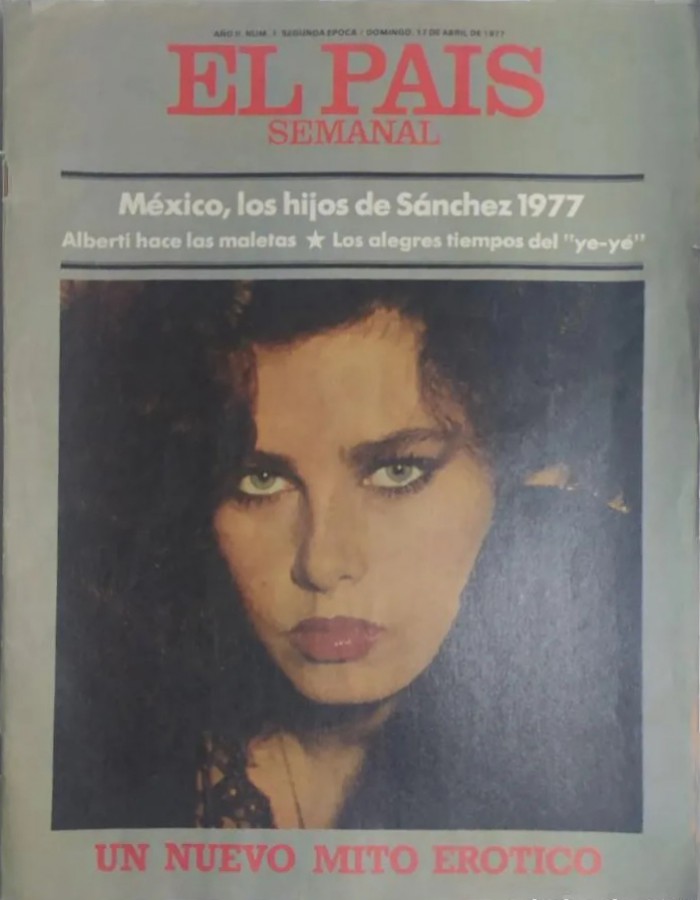 AÑO II. NUM. 1 SEGUNDA EPOCA / DOMINGO, 17 DE ABRIL DE 1977
EL PAIS
SEMANAL
México, los hijos de Sánchez 1977
Alberti hace las maletas ★ Los alegres tiempos del "ye-yé"
UN NUEVO MITO EROTICO